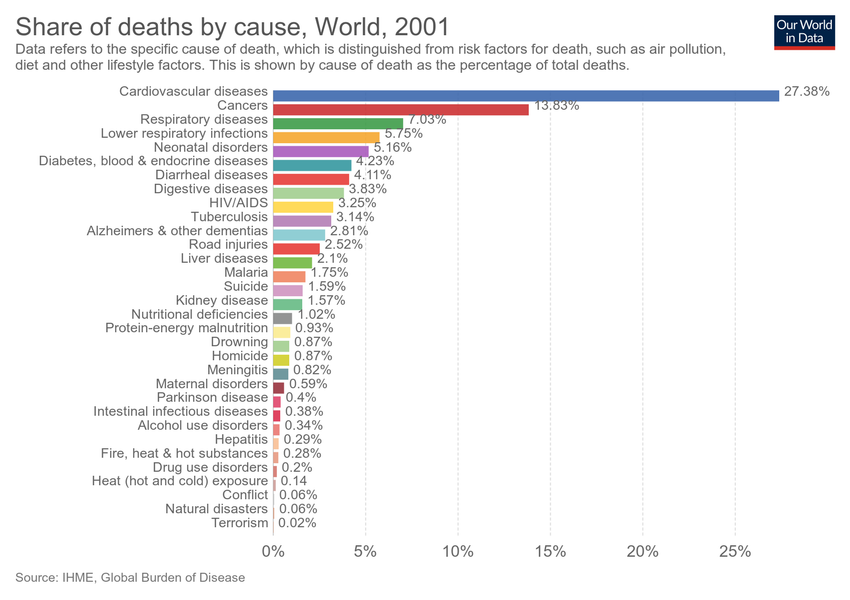 Share of deaths by cause, World, 2001
Our World
in Data
Data refers to the specific cause of death, which is distinguished from risk factors for death, such as air pollution,
diet and other lifestyle factors. This is shown by cause of death as the percentage of total deaths.
Cardiovascular diseases 27.38%
Cancers 13.83%
Respiratory diseases 7.03%
Lower respiratory infections 5.75%
Neonatal disorders 5.16%
Diabetes, blood & endocrine diseases 4.23%
Diarrheal diseases 4.11%
Digestive diseases 3.83%
HIV/AIDS 3.25%
Tuberculosis 3.14%
Alzheimers & other dementias 2.81%
Road injuries 2.52%
Liver diseases 2.1%
Malaria 1.75%
Suicide 1.59%
Kidney disease 1.57%
Nutritional deficiencies 1.02%
Protein-energy malnutrition 0.93%
Drowning 0.87%
Homicide 0.87%
Meningitis 0.82%
Maternal disorders 0.59%
Parkinson disease 0.4%
Intestinal infectious diseases 0.38%
Alcohol use disorders 0.34%
Hepatitis 0.29%
Fire, heat & hot substances 0.28%
Drug use disorders 0.2%
Heat (hot and cold) exposure 0.14
Conflict 0.06%
Natural disasters 0.06%
Terrorism 0.02%
0% 5% 10% 15% 20% 25%
Source: IHME, Global Burden of Disease